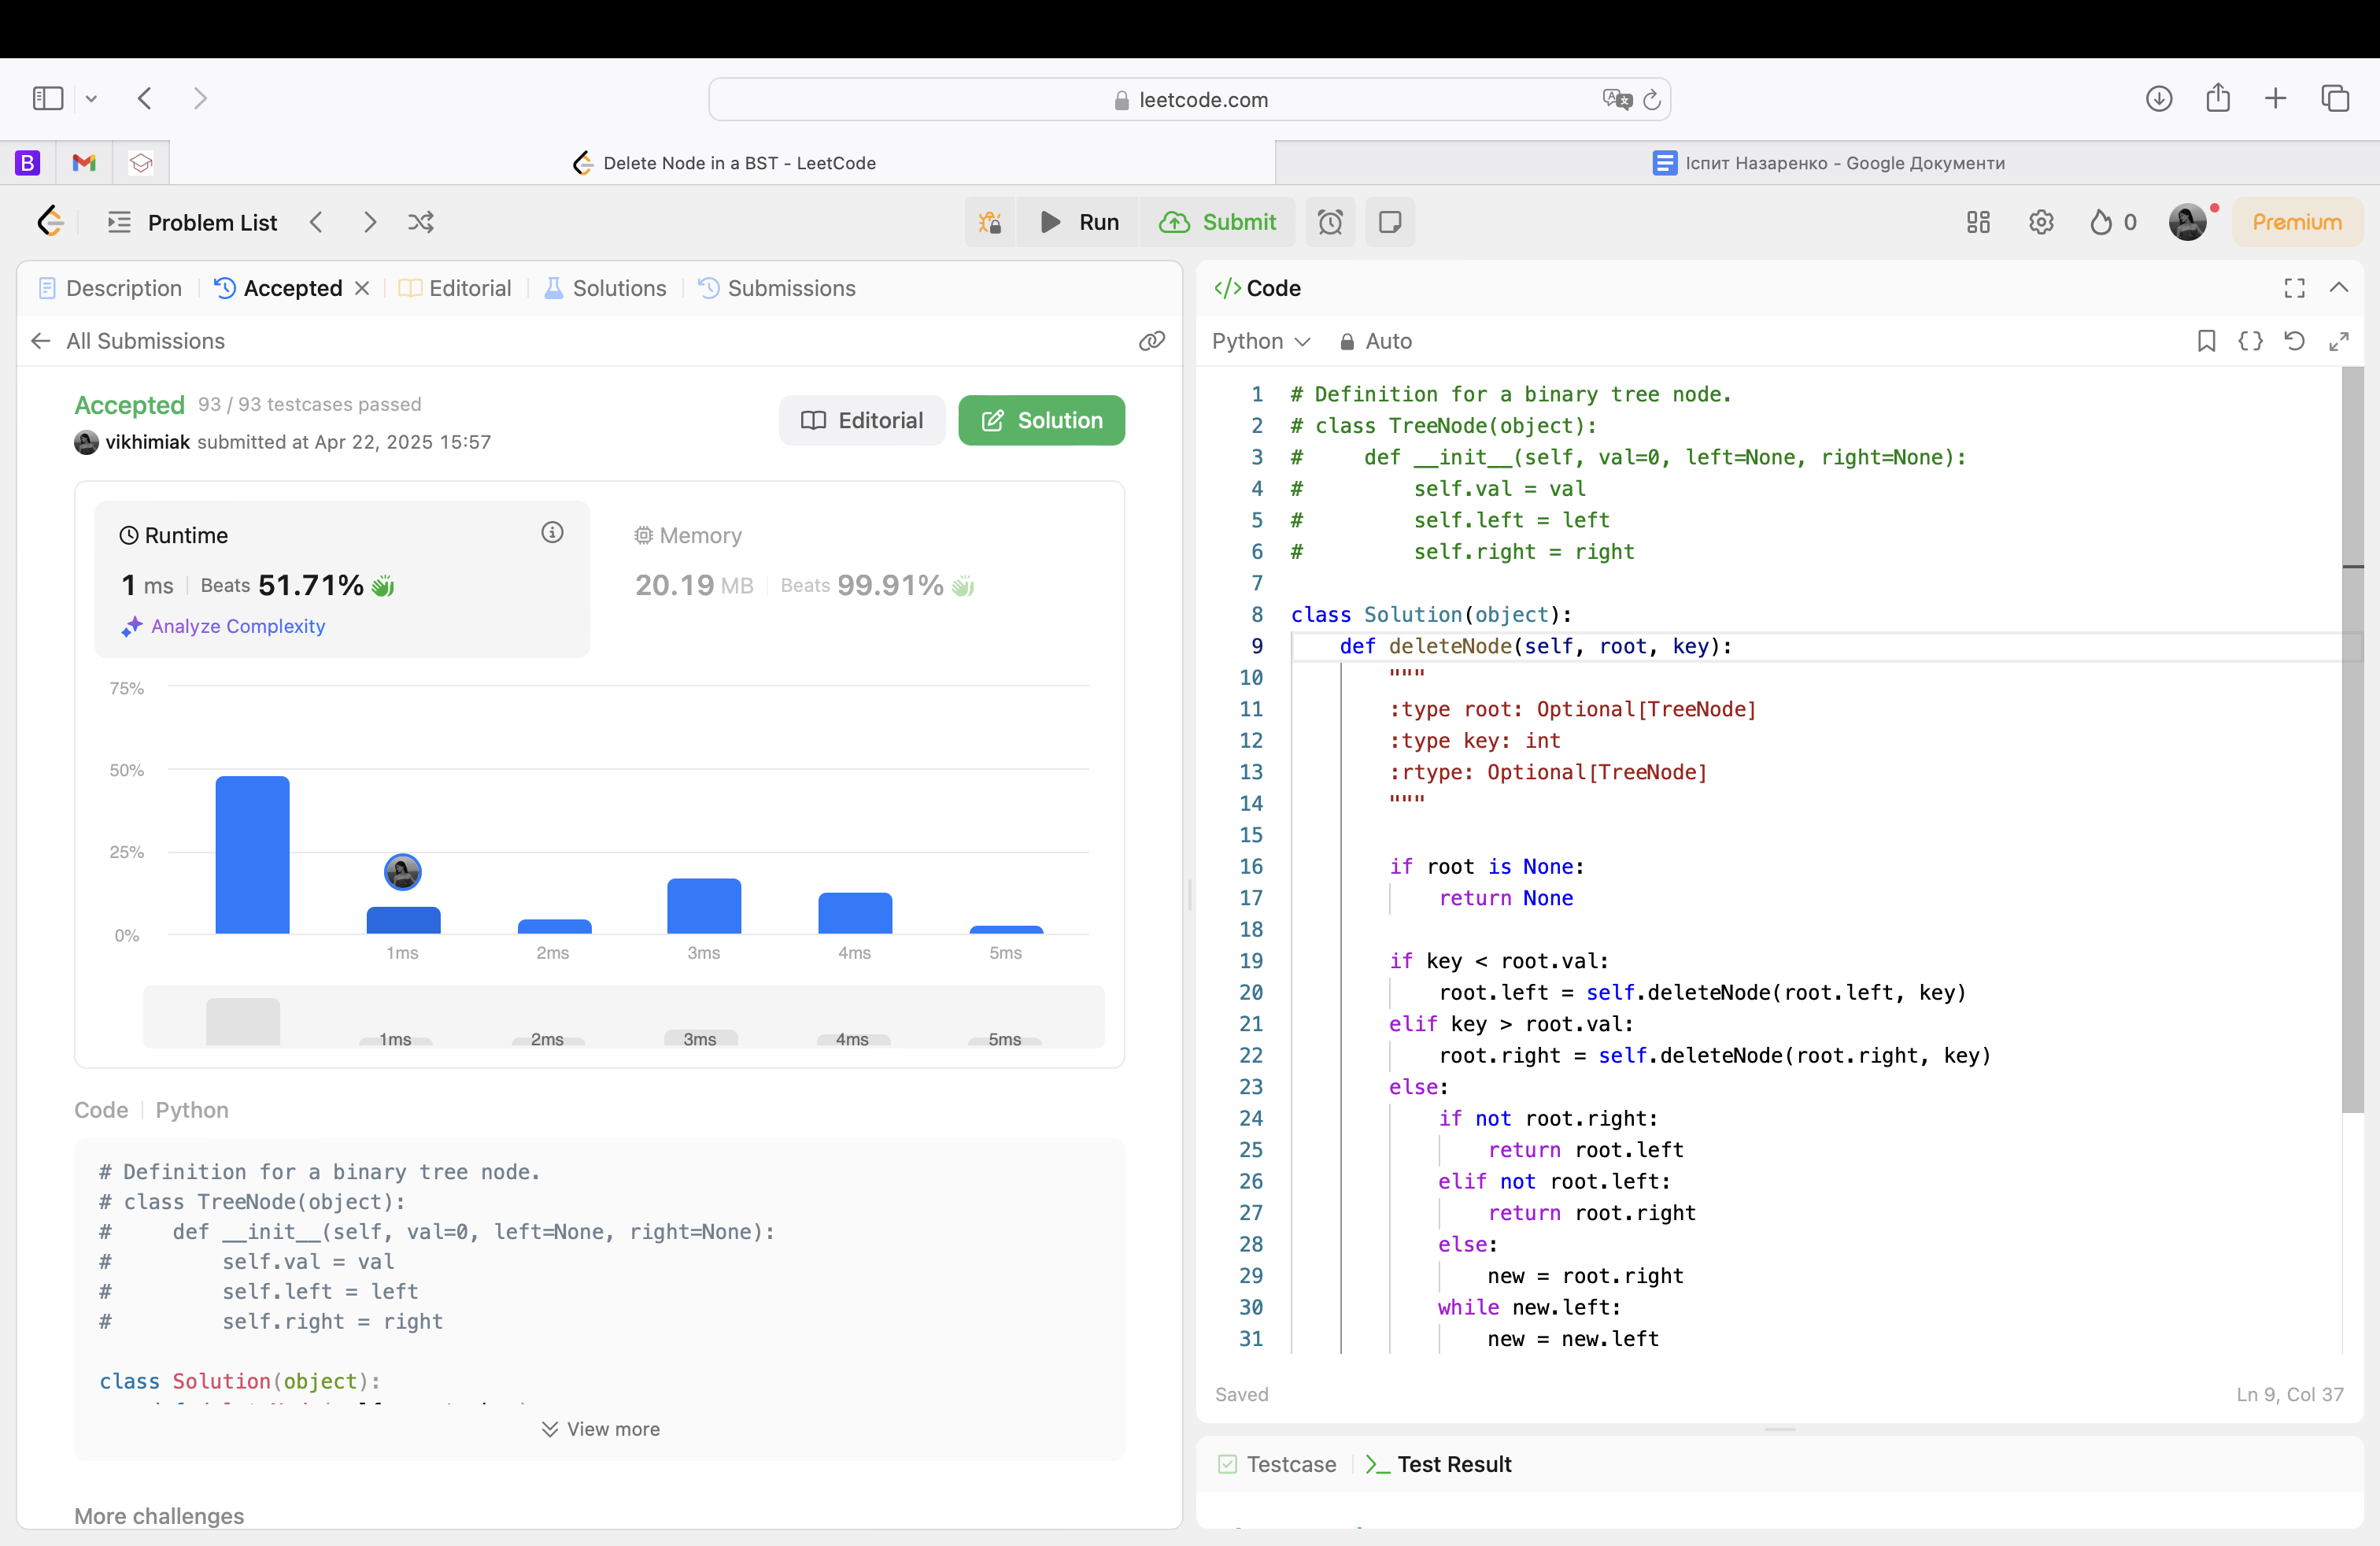 leetcode.com
B
Delete Node in a BST - LeetCode
Іспит Назаренко - Google Документи
Problem List
Run
Submit
0
Premium
Description
Accepted
Editorial
Solutions
Submissions
All Submissions
Accepted 93 / 93 testcases passed
vikhimiak submitted at Apr 22, 2025 15:57
Editorial
Solution
Runtime
1 ms Beats 51.71%
Analyze Complexity
Memory
20.19 MB Beats 99.91%
75%
50%
25%
0%
1ms 2ms 3ms 4ms 5ms
1ms 2ms 3ms 4ms 5ms
Code Python
# Definition for a binary tree node.
# class TreeNode(object):
#     def __init__(self, val=0, left=None, right=None):
#         self.val = val
#         self.left = left
#         self.right = right
class Solution(object):
View more
More challenges
</> Code
Python
Auto
1 # Definition for a binary tree node.
2 # class TreeNode(object):
3 #     def __init__(self, val=0, left=None, right=None):
4 #         self.val = val
5 #         self.left = left
6 #         self.right = right
7
8 class Solution(object):
9     def deleteNode(self, root, key):
10         """
11         :type root: Optional[TreeNode]
12         :type key: int
13         :rtype: Optional[TreeNode]
14         """
15
16         if root is None:
17             return None
18
19         if key < root.val:
20             root.left = self.deleteNode(root.left, key)
21         elif key > root.val:
22             root.right = self.deleteNode(root.right, key)
23         else:
24             if not root.right:
25                 return root.left
26             elif not root.left:
27                 return root.right
28             else:
29                 new = root.right
30             while new.left:
31                 new = new.left
Saved
Ln 9, Col 37
Testcase
Test Result